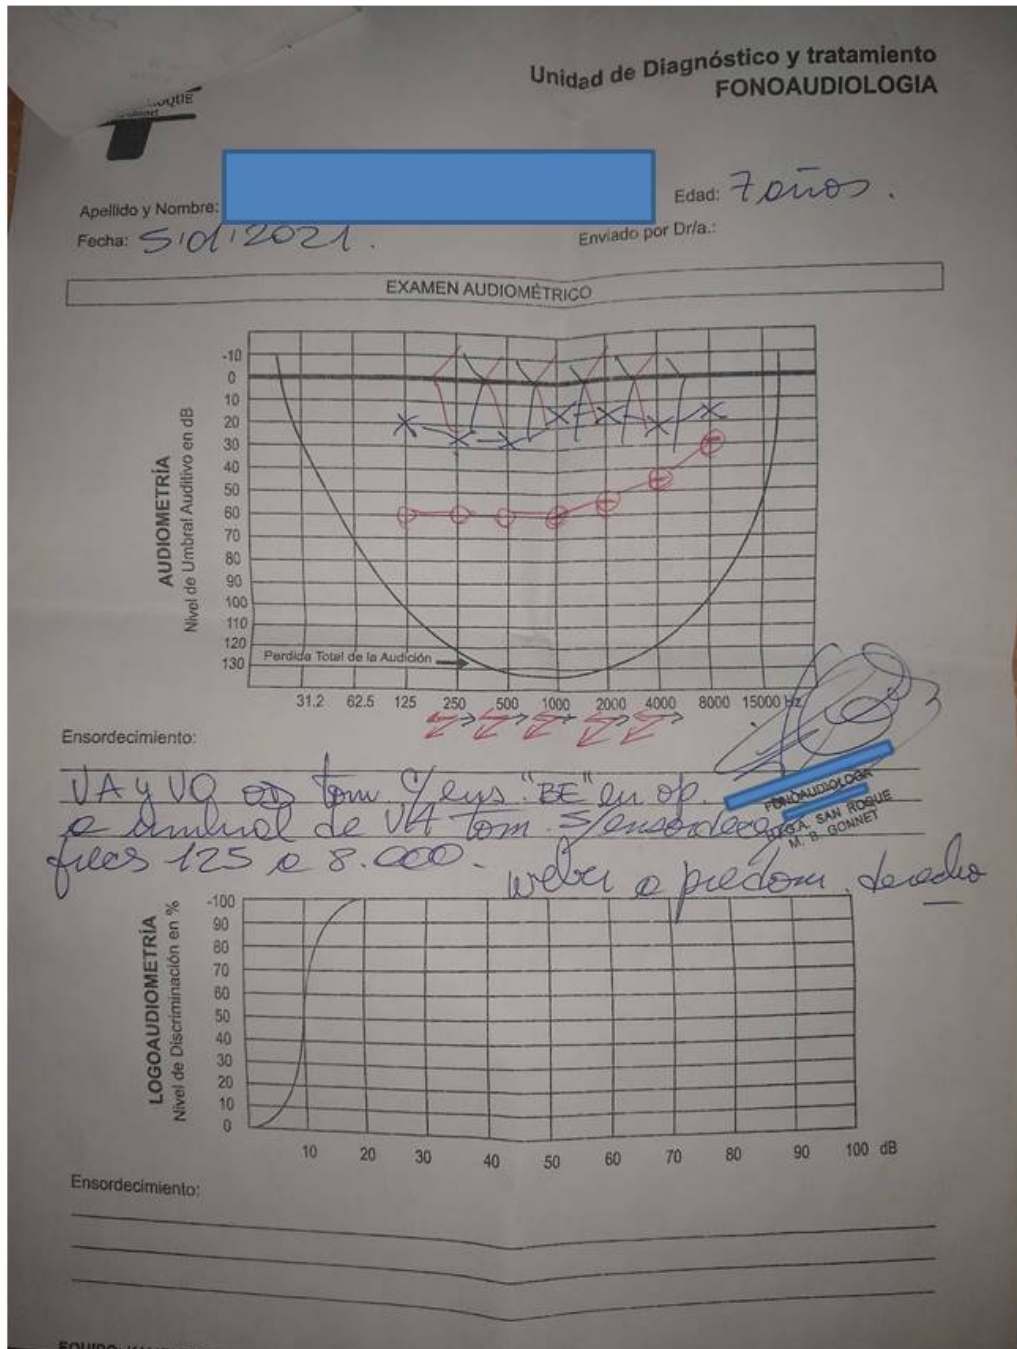 Unidad de Diagnóstico y tratamiento
FONOAUDIOLOGIA
Apellido y Nombre:
Edad: 7 años.
Fecha: 5/01/2021.
Enviado por Dr/a.:
EXAMEN AUDIOMÉTRICO
AUDIOMETRÍA
Nivel de Umbral Auditivo en dB
-10
0
10
20
30
40
50
60
70
80
90
100
110
120
130
Perdida Total de la Audición
31.2 62.5 125 250 500 1000 2000 4000 8000 15000 Hz
Ensordecimiento:
VA y VO OD tom. c/ens. "BE" en op.
a umbral de VA tom. s/ensordecer
frecs 125 a 8.000.-
weber a predom. derecho
FONOAUDIOLOGA
SAN ROQUE
M. B. GONNET
LOGOAUDIOMETRÍA
Nivel de Discriminación en %
-100
90
80
70
60
50
40
30
20
10
0
10 20 30 40 50 60 70 80 90 100 dB
Ensordecimiento: